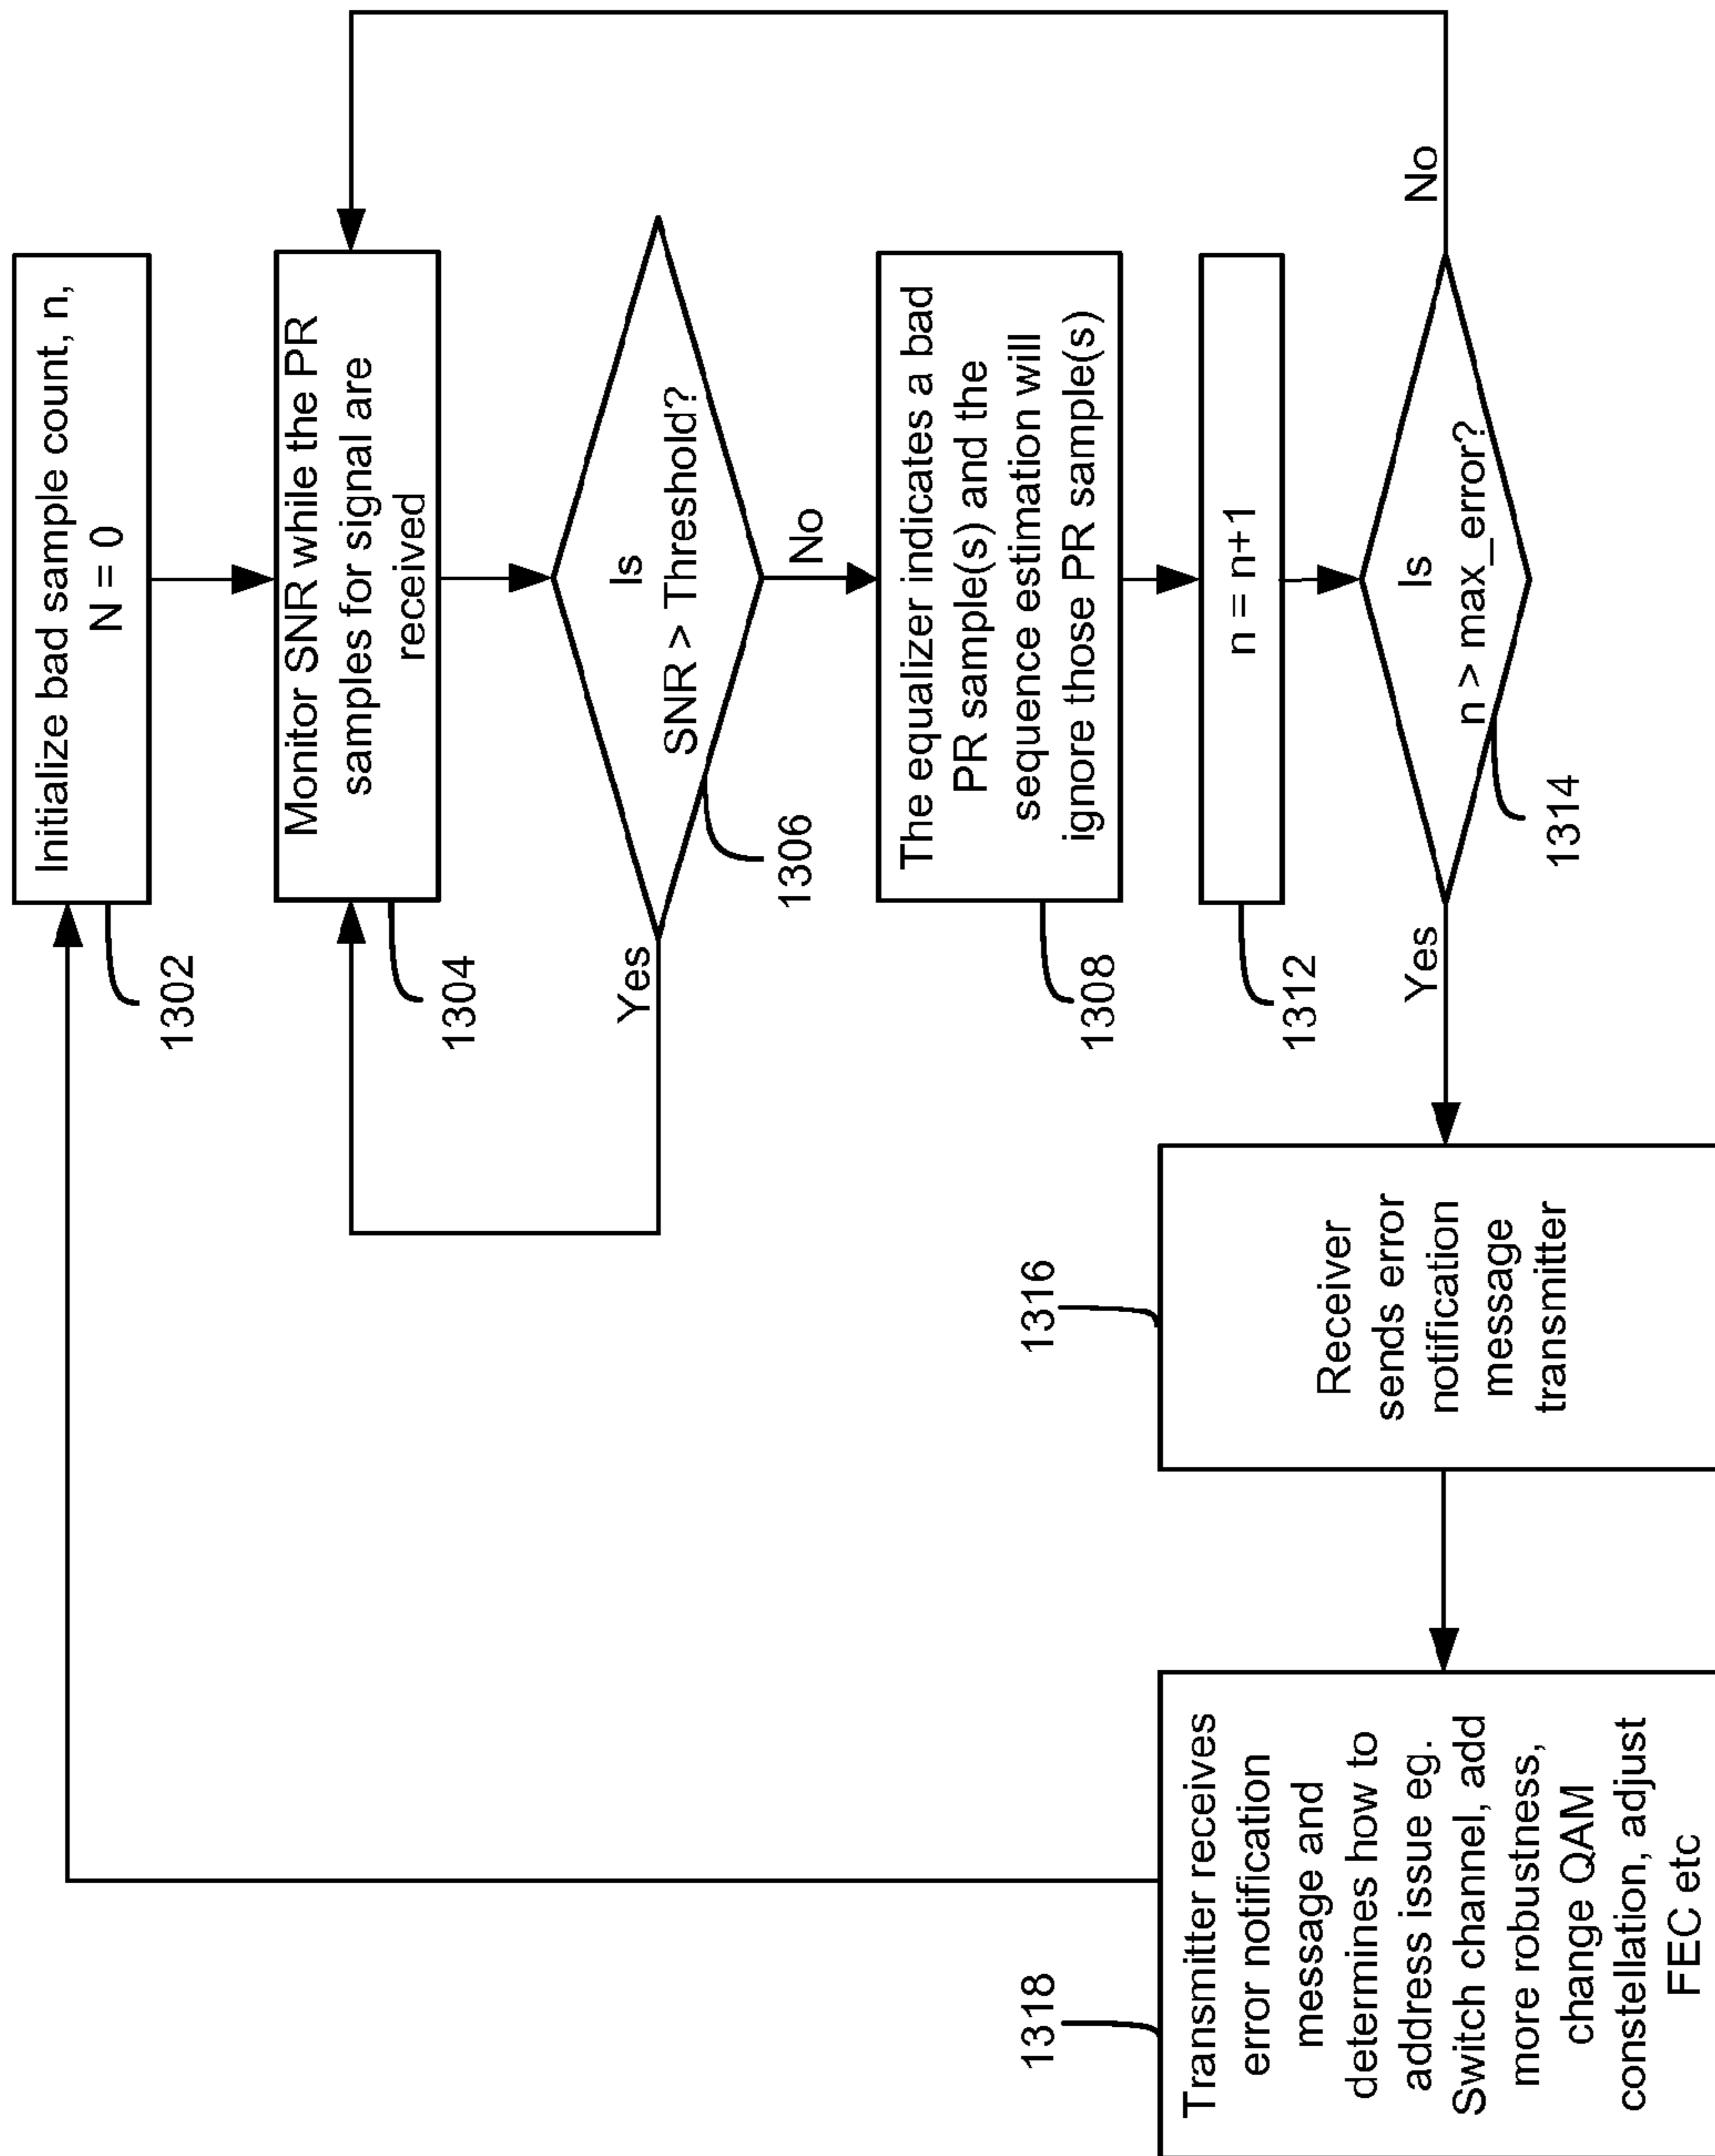 Initialize bad sample count, n,
N = 0
1302
Monitor SNR while the PR
samples for signal are
received
1304
Is
SNR > Threshold?
1306
Yes
No
The equalizer indicates a bad
PR sample(s) and the
sequence estimation will
ignore those PR sample(s)
1308
n = n+1
1312
Is
n > max_error?
1314
No
Yes
Receiver
sends error
notification
message
transmitter
1316
Transmitter receives
error notification
message and
determines how to
address issue eg.
Switch channel, add
more robustness,
change QAM
constellation, adjust
FEC etc
1318